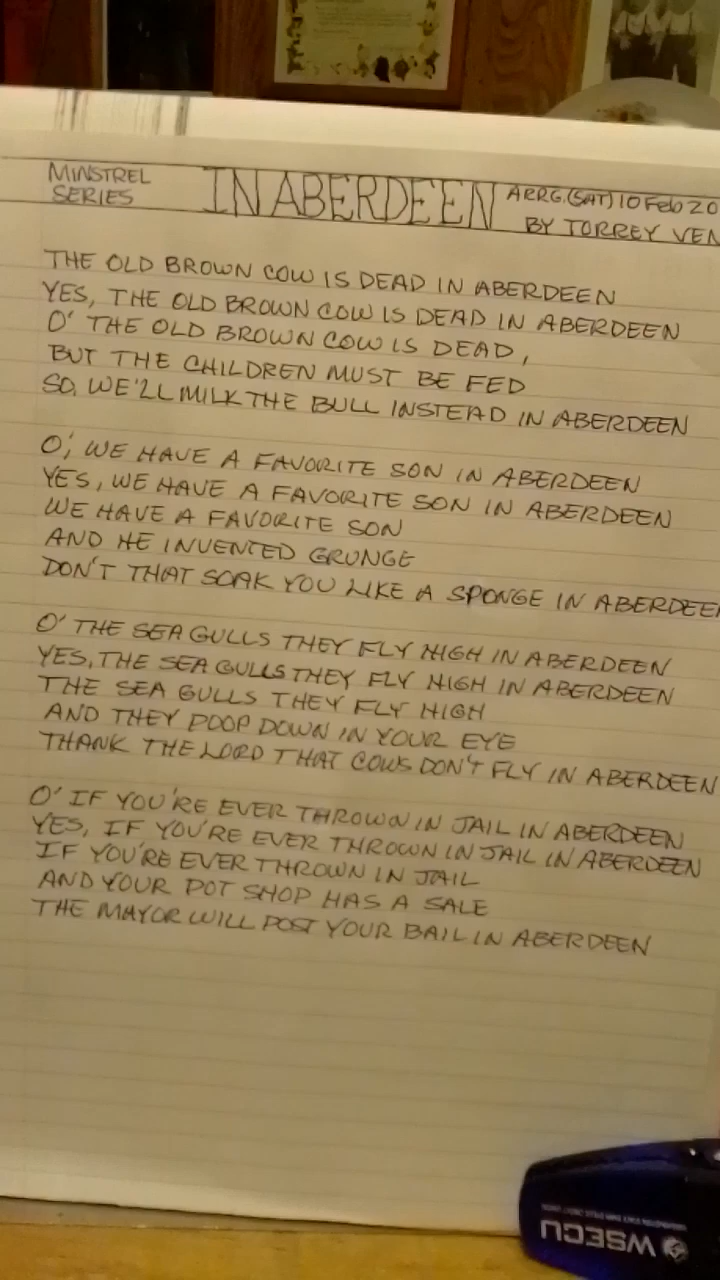 MINSTREL SERIES
IN ABERDEEN
ARRG. (SAT) 10 Feb 20
BY TORREY VEN
THE OLD BROWN COW IS DEAD IN ABERDEEN
YES, THE OLD BROWN COW IS DEAD IN ABERDEEN
O' THE OLD BROWN COW IS DEAD,
BUT THE CHILDREN MUST BE FED
SO, WE'LL MILK THE BULL INSTEAD IN ABERDEEN
O', WE HAVE A FAVORITE SON IN ABERDEEN
YES, WE HAVE A FAVORITE SON IN ABERDEEN
WE HAVE A FAVORITE SON
AND HE INVENTED GRUNGE
DON'T THAT SOAK YOU LIKE A SPONGE IN ABERDEEN
O' THE SEA GULLS THEY FLY HIGH IN ABERDEEN
YES, THE SEA GULLS THEY FLY HIGH IN ABERDEEN
THE SEA GULLS THEY FLY HIGH
AND THEY POOP DOWN IN YOUR EYE
THANK THE LORD THAT COWS DON'T FLY IN ABERDEEN
O' IF YOU'RE EVER THROWN IN JAIL IN ABERDEEN
YES, IF YOU'RE EVER THROWN IN JAIL IN ABERDEEN
IF YOU'RE EVER THROWN IN JAIL
AND YOUR POT SHOP HAS A SALE
THE MAYOR WILL POST YOUR BAIL IN ABERDEEN
WSECU